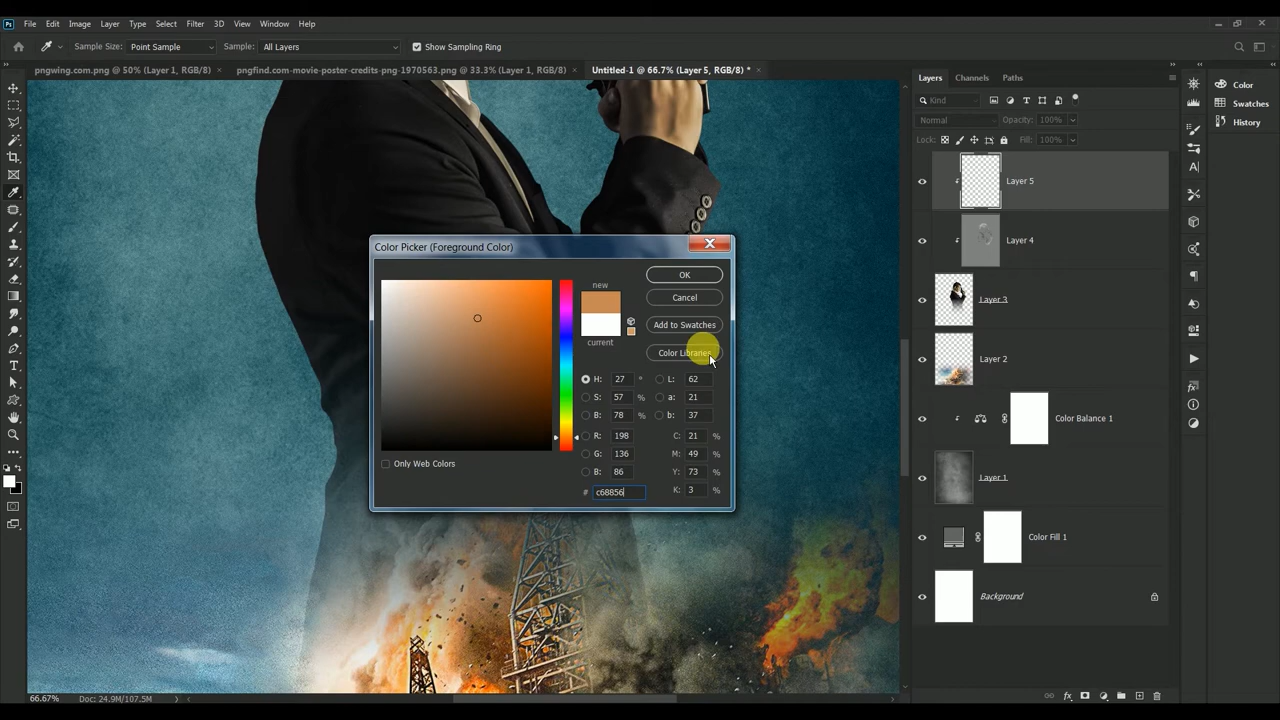 Ps File Edit Image Layer Type Select Filter 3D View Window Help
Sample Size: Point Sample Sample: All Layers Show Sampling Ring
pngwing.com.png @ 50% (Layer 1, RGB/8) × pngfind.com-movie-poster-credits-png-1970563.png @ 33.3% (Layer 1, RGB/8) × Untitled-1 @ 66.7% (Layer 5, RGB/8) * ×
Layers Channels Paths
Color
Swatches
History
Kind
Normal Opacity: 100%
Lock: Fill: 100%
Layer 5
Layer 4
Layer 3
Layer 2
Color Balance 1
Layer 1
Color Fill 1
Background
Color Picker (Foreground Color)
new
current
OK
Cancel
Add to Swatches
Color Libraries
H: 27 ° L: 62
S: 57 % a: 21
B: 78 % b: 37
R: 198 C: 21 %
G: 136 M: 49 %
B: 86 Y: 73 %
# c68856 K: 3 %
Only Web Colors
66.67% Doc: 24.9M/107.5M